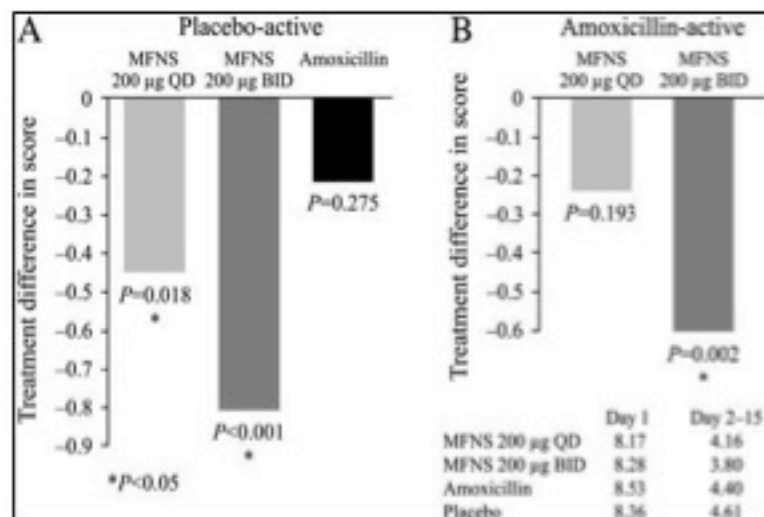 A
Placebo-active
MFNS 200 µg QD
MFNS 200 µg BID
Amoxicillin
Treatment difference in score
0
–0.1
–0.2
–0.3
–0.4
–0.5
–0.6
–0.7
–0.8
–0.9
P=0.018
*
P<0.001
*
P=0.275
*P<0.05
B
Amoxicillin-active
MFNS 200 µg QD
MFNS 200 µg BID
Treatment difference in score
0
–0.1
–0.2
–0.3
–0.4
–0.5
–0.6
P=0.193
P=0.002
*
Day 1 Day 2–15
MFNS 200 µg QD 8.17 4.16
MFNS 200 µg BID 8.28 3.80
Amoxicillin 8.53 4.40
Placebo 8.36 4.61